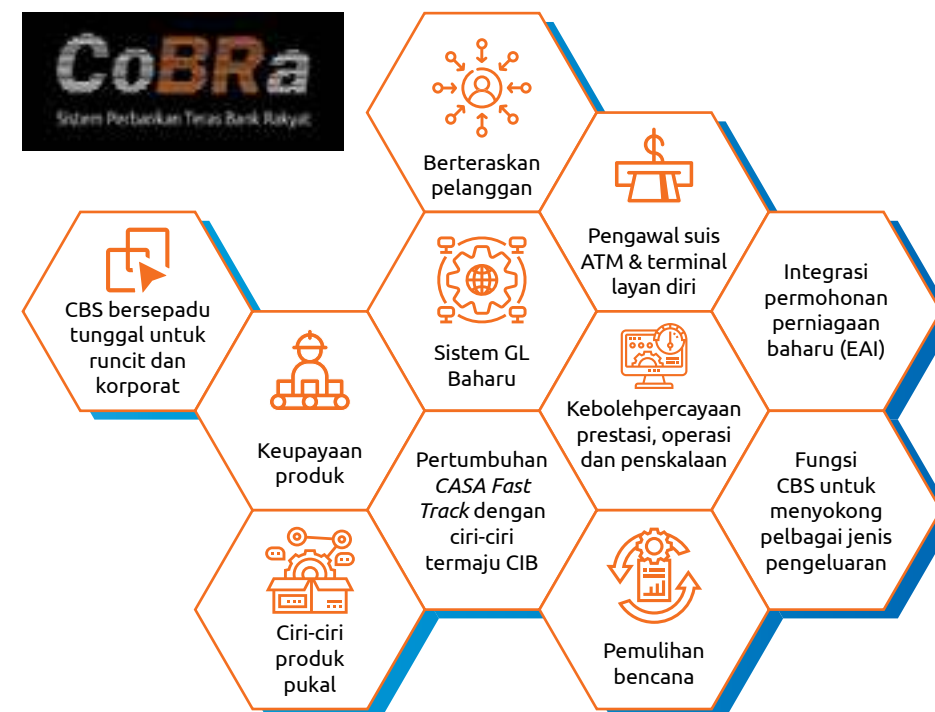 CoBRa
Sistem Perbankan Teras Bank Rakyat
Berteraskan
pelanggan
Pengawal suis
ATM & terminal
layan diri
Integrasi
permohonan
perniagaan
baharu (EAI)
CBS bersepadu
tunggal untuk
runcit dan
korporat
Sistem GL
Baharu
Keupayaan
produk
Kebolehpercayaan
prestasi, operasi
dan penskalaan
Pertumbuhan
CASA Fast
Track dengan
ciri-ciri
termaju CIB
Fungsi
CBS untuk
menyokong
pelbagai jenis
pengeluaran
Ciri-ciri
produk
pukal
Pemulihan
bencana